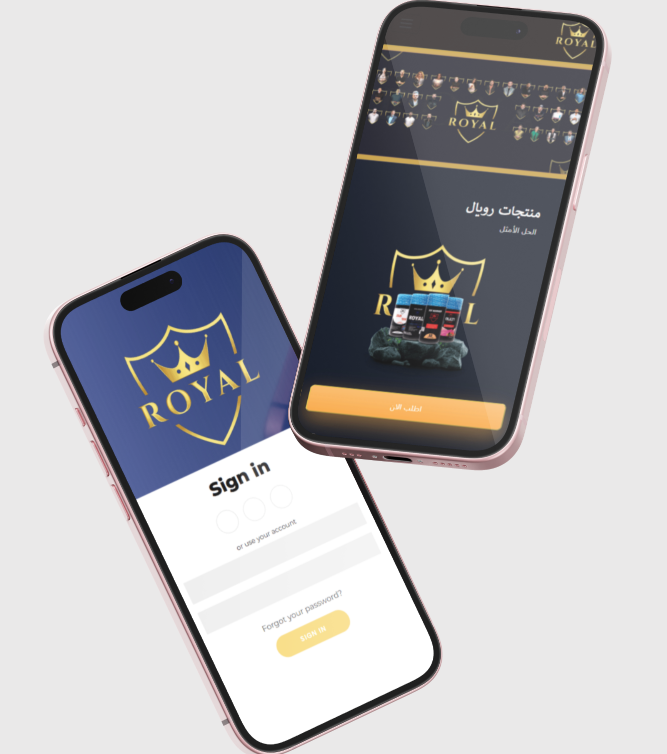 ROYAL
ROYAL
منتجات رويال
الحل الأمثل
ROYAL
اطلب الآن
ROYAL
Sign in
or use your account
Forgot your password?
SIGN IN